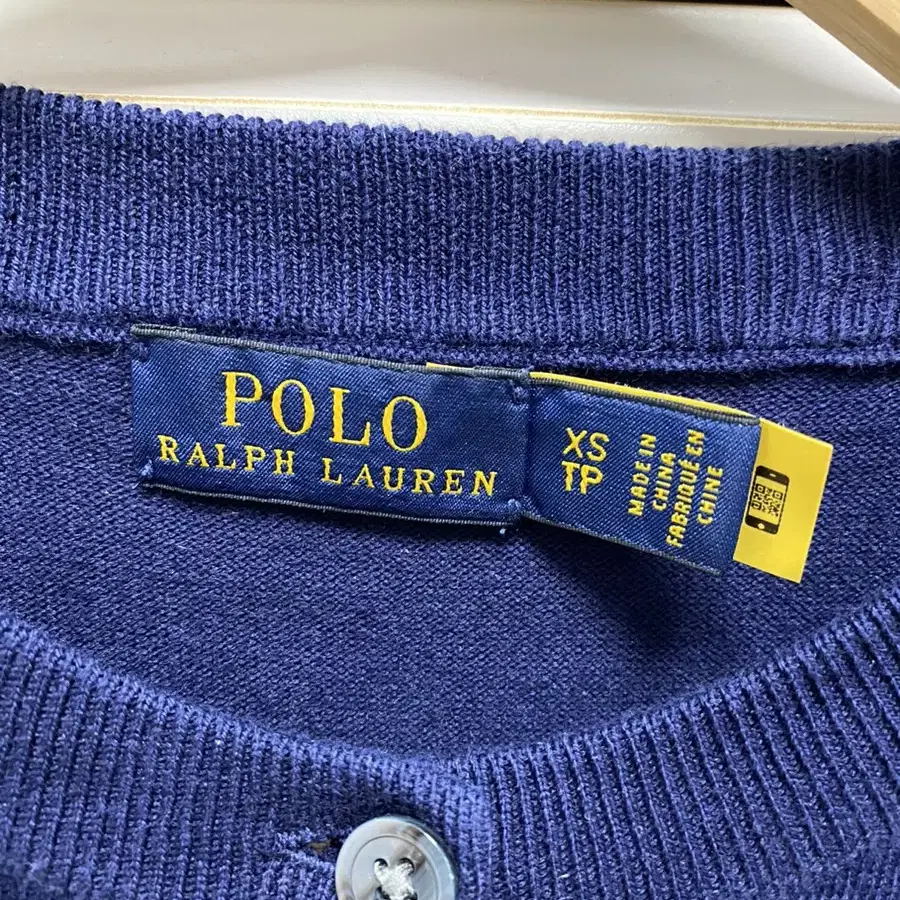 POLO
RALPH LAUREN
XS
TP
MADE IN
CHINA
FABRIQUÉ EN
CHINE